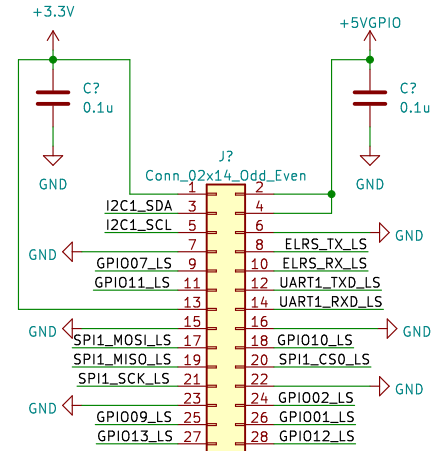 +3.3V
+5VGPIO
C?
0.1u
C?
0.1u
GND
GND
J?
Conn_02x14_Odd_Even
1 2
I2C1_SDA 3 4
I2C1_SCL 5 6 GND
GND 7 8 ELRS_TX_LS
GPIO07_LS 9 10 ELRS_RX_LS
GPIO11_LS 11 12 UART1_TXD_LS
13 14 UART1_RXD_LS
GND 15 16 GND
SPI1_MOSI_LS 17 18 GPIO10_LS
SPI1_MISO_LS 19 20 SPI1_CS0_LS
SPI1_SCK_LS 21 22 GND
GND 23 24 GPIO02_LS
GPIO09_LS 25 26 GPIO01_LS
GPIO13_LS 27 28 GPIO12_LS